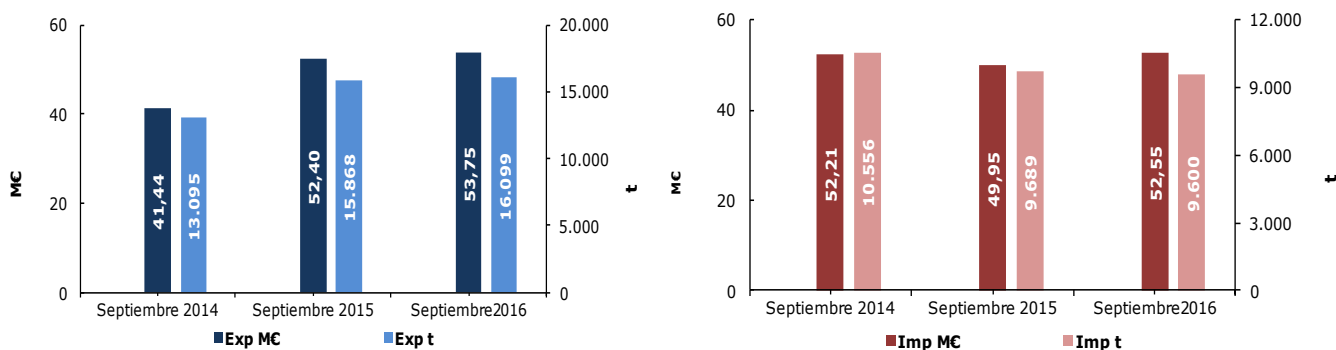 60
40
20
0
M€
41,44
13.095
52,40
15.868
53,75
16.099
20.000
15.000
10.000
5.000
0
t
Septiembre 2014
Septiembre 2015
Septiembre2016
Exp M€
Exp t
60
40
20
0
M€
52,21
10.556
49,95
9.689
52,55
9.600
12.000
9.000
6.000
3.000
0
t
Septiembre 2014
Septiembre 2015
Septiembre2016
Imp M€
Imp t